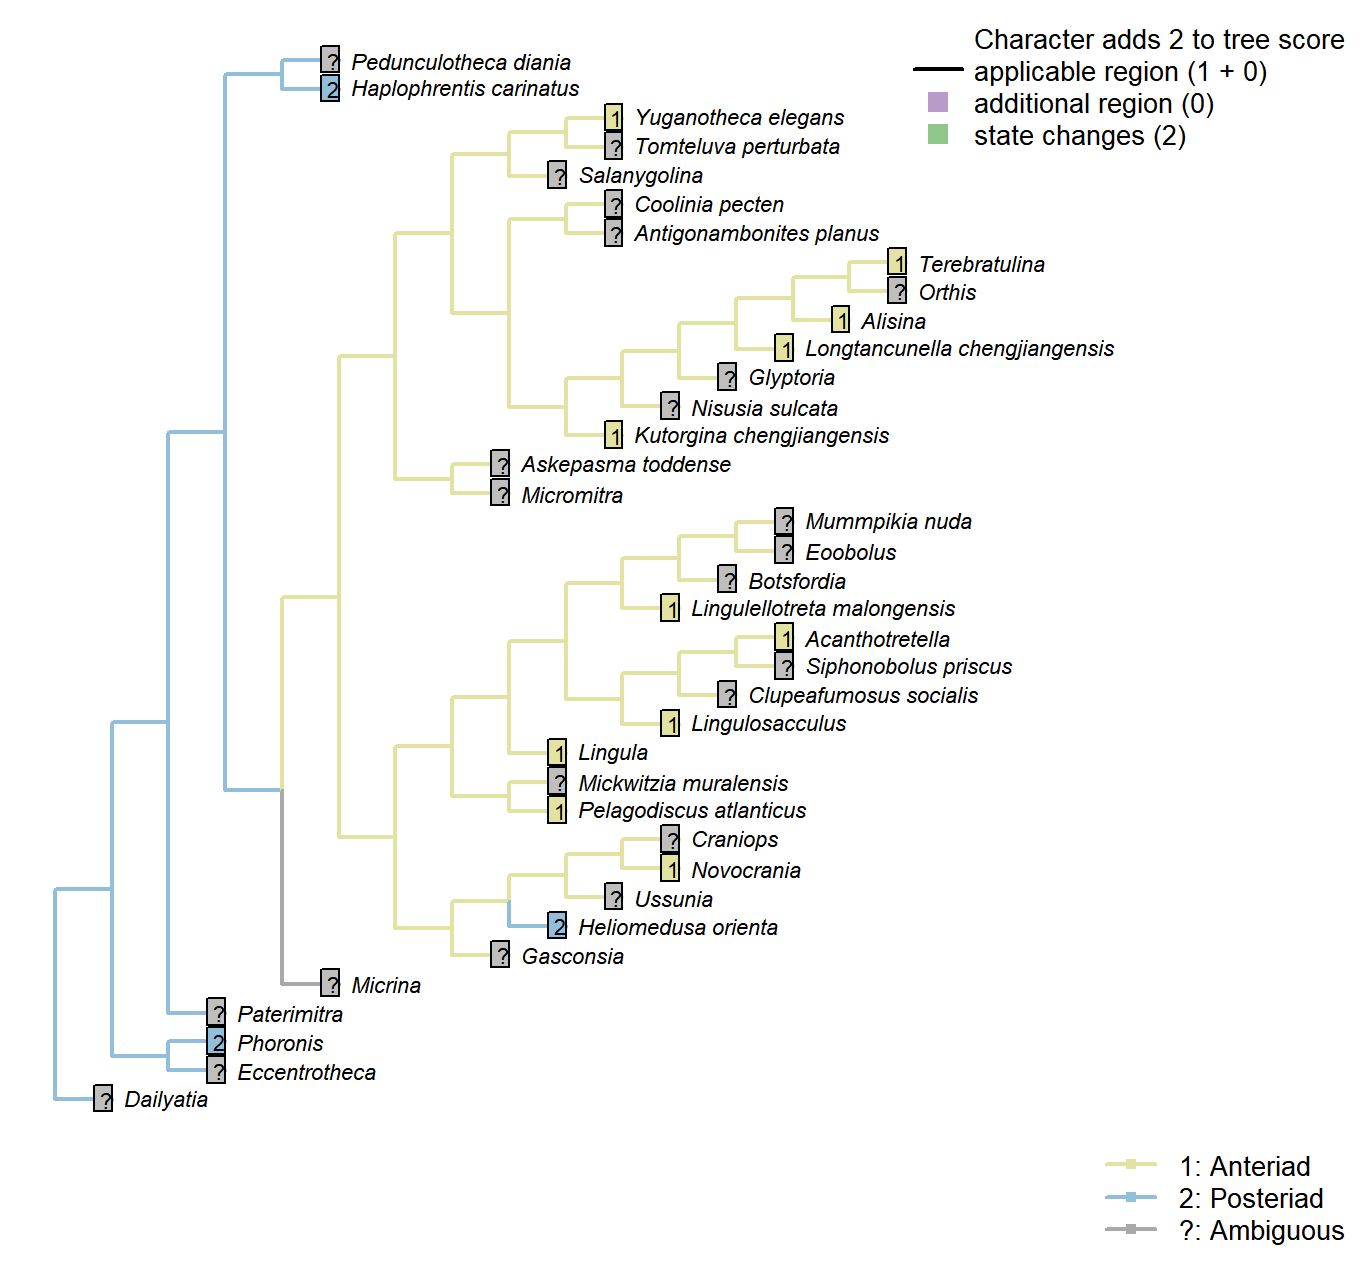 Character adds 2 to tree score
applicable region (1 + 0)
additional region (0)
state changes (2)
? Pedunculotheca diania
2 Haplophrentis carinatus
1 Yuganotheca elegans
? Tomteluva perturbata
? Salanygolina
? Coolinia pecten
? Antigonambonites planus
1 Terebratulina
? Orthis
1 Alisina
1 Longtancunella chengjiangensis
? Glyptoria
? Nisusia sulcata
1 Kutorgina chengjiangensis
? Askepasma toddense
? Micromitra
? Mummpikia nuda
? Eoobolus
? Botsfordia
1 Lingulellotreta malongensis
1 Acanthotretella
? Siphonobolus priscus
? Clupeafumosus socialis
1 Lingulosacculus
1 Lingula
? Mickwitzia muralensis
1 Pelagodiscus atlanticus
? Craniops
1 Novocrania
? Ussunia
2 Heliomedusa orienta
? Gasconsia
? Micrina
? Paterimitra
2 Phoronis
? Eccentrotheca
? Dailyatia
1: Anteriad
2: Posteriad
?: Ambiguous